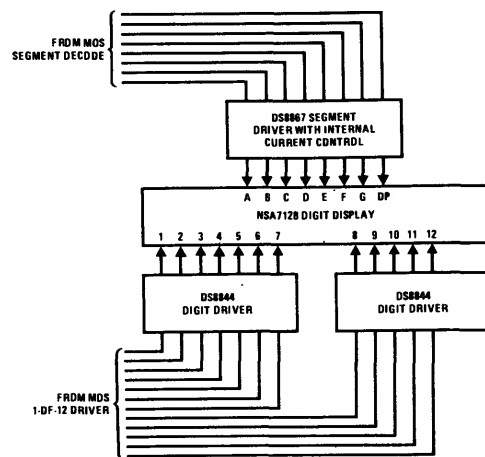 FROM MOS
SEGMENT DECODE
DS8867 SEGMENT
DRIVER WITH INTERNAL
CURRENT CONTROL
A B C D E F G DP
NSA7128 DIGIT DISPLAY
1 2 3 4 5 6 7 8 9 10 11 12
DS8844
DIGIT DRIVER
DS8844
DIGIT DRIVER
FROM MOS
1-OF-12 DRIVER